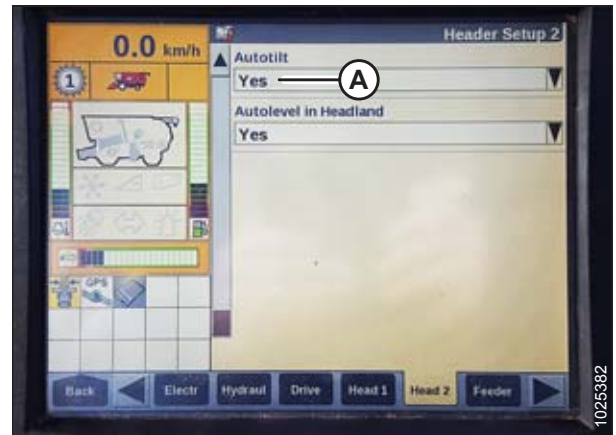 0.0 km/h
Header Setup 2
1
Autotilt
Yes
A
Autolevel in Headland
Yes
GPS
Back
Electr
Hydraul
Drive
Head 1
Head 2
Feeder
1025382